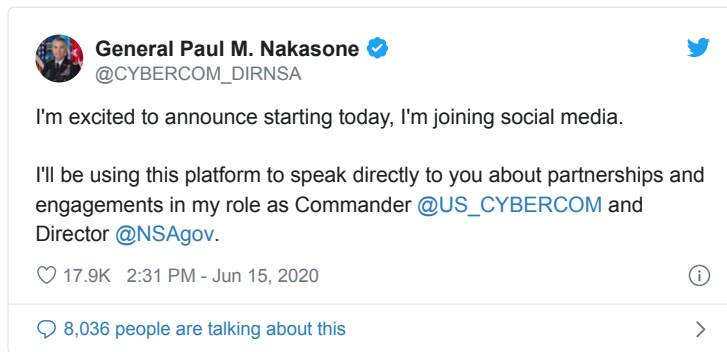 General Paul M. Nakasone
@CYBERCOM_DIRNSA
I'm excited to announce starting today, I'm joining social media.
I'll be using this platform to speak directly to you about partnerships and
engagements in my role as Commander @US_CYBERCOM and
Director @NSAgov.
17.9K 2:31 PM - Jun 15, 2020
8,036 people are talking about this